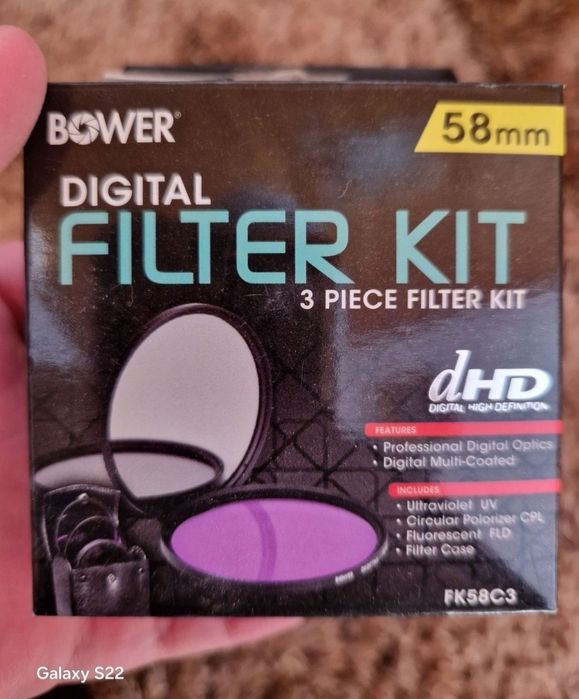 BOWER
58mm
DIGITAL
FILTER KIT
3 PIECE FILTER KIT
dHD
DIGITAL HIGH DEFINITION
FEATURES
• Professional Digital Optics
• Digital Multi-Coated
INCLUDES
• Ultraviolet UV
• Circular Polorizer CPL
• Fluorescent FLD
• Filter Case
FK58C3
Galaxy S22